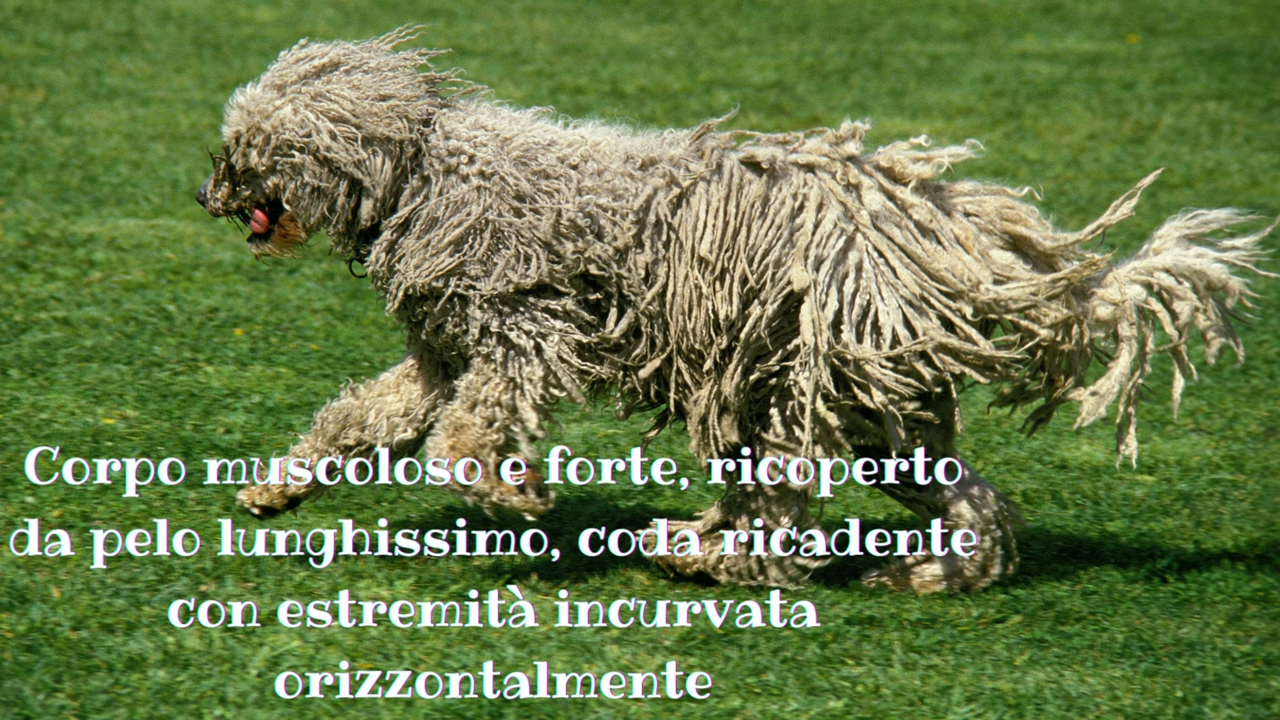 Corpo muscoloso e forte, ricoperto
da pelo lunghissimo, coda ricadente
con estremità incurvata
orizzontalmente